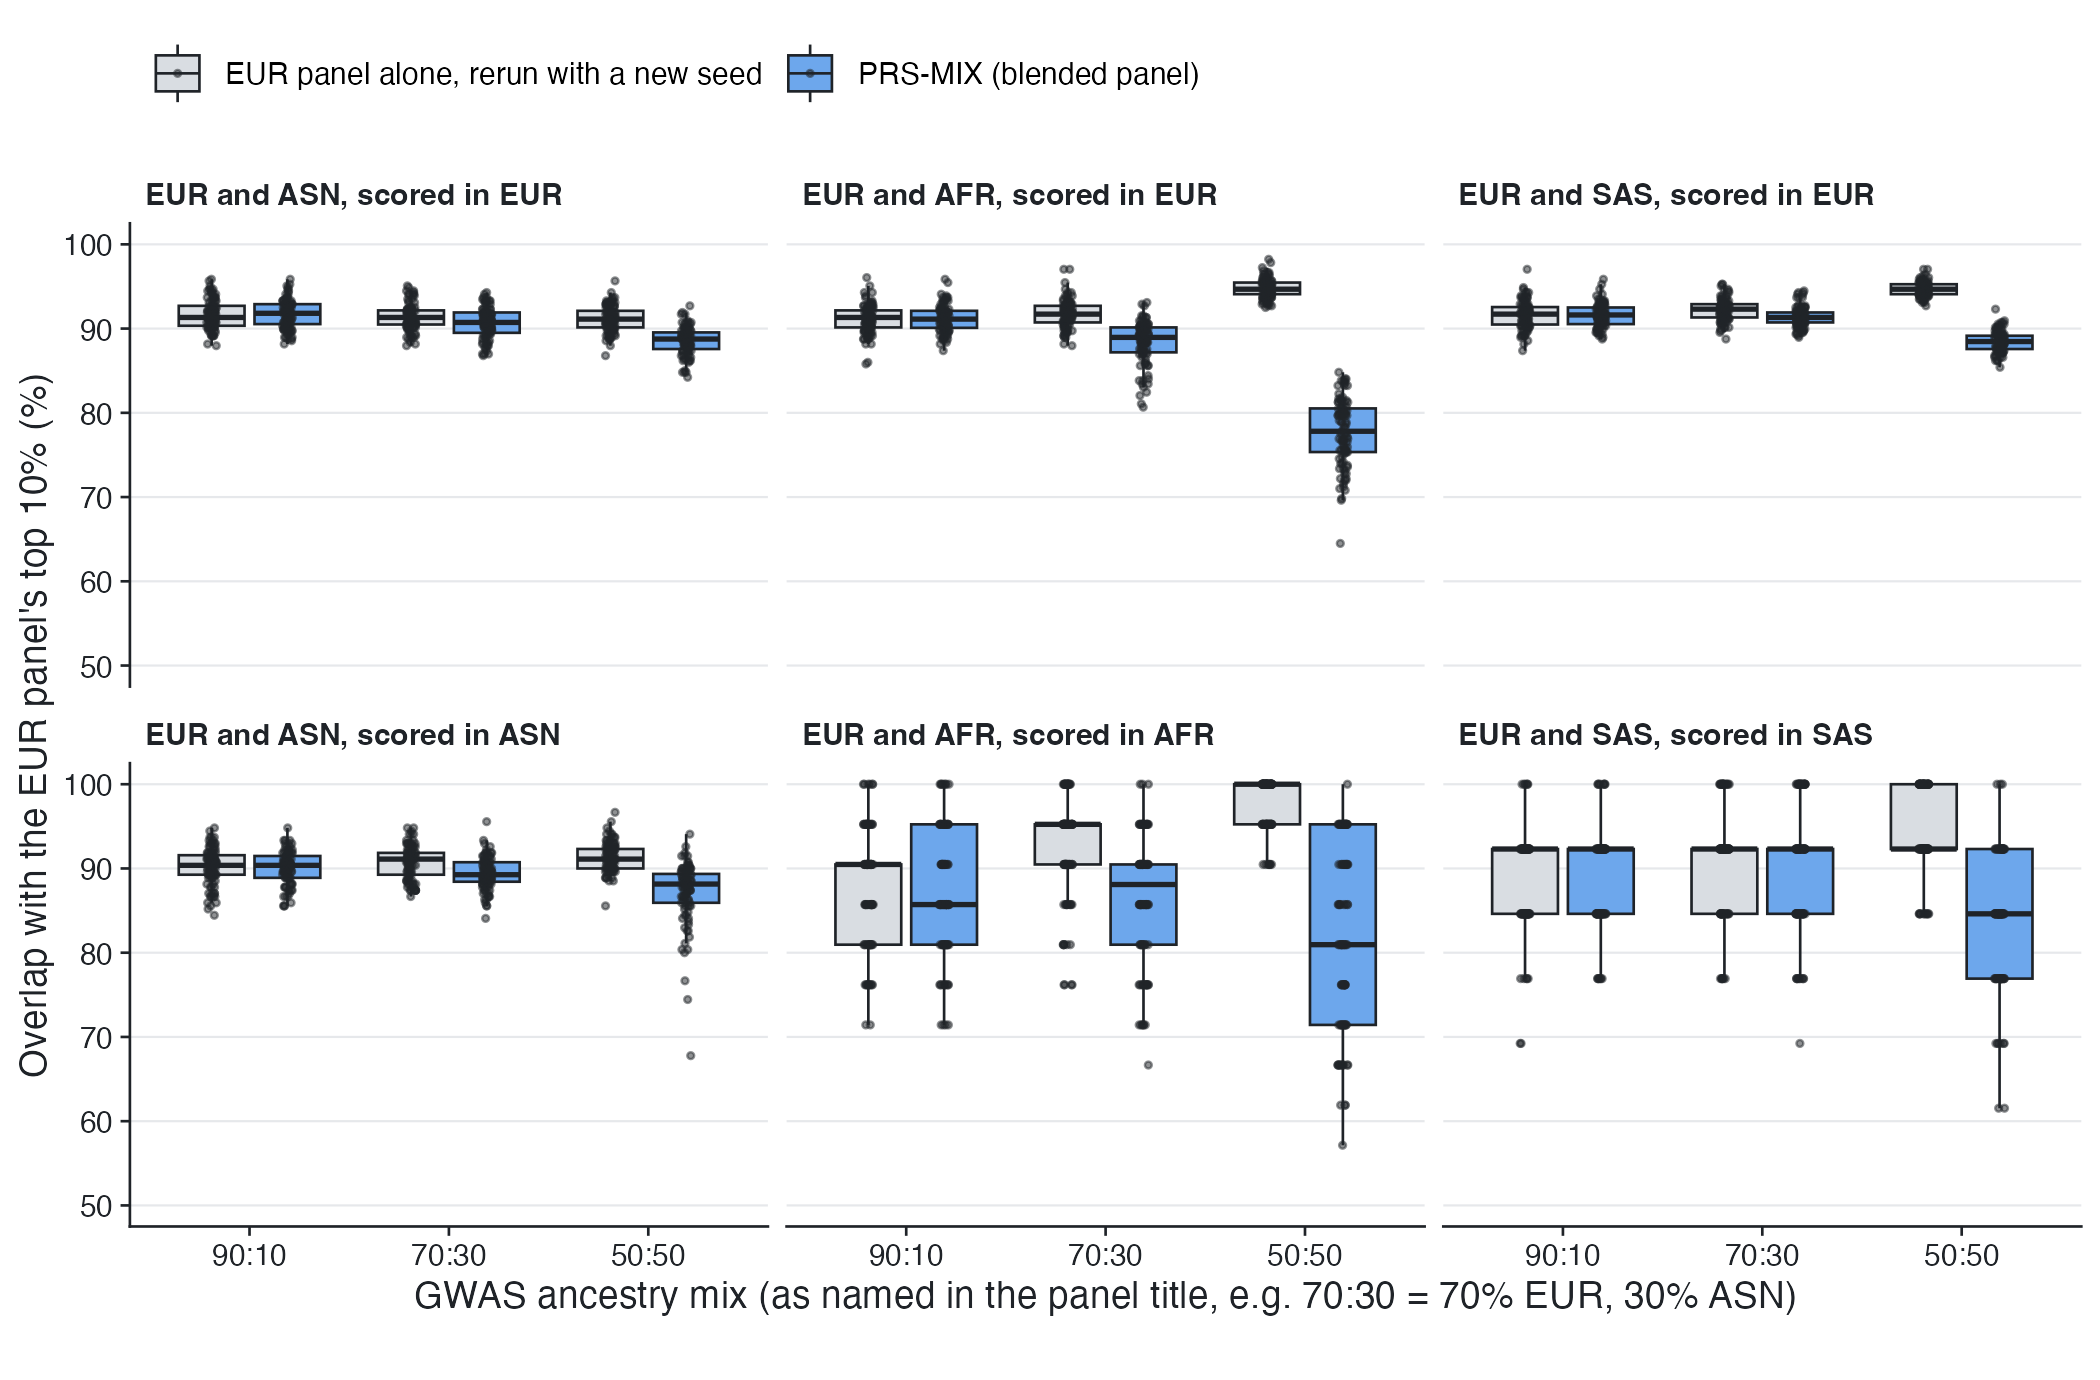 EUR panel alone, rerun with a new seed
PRS-MIX (blended panel)
Overlap with the EUR panel's top 10% (%)
EUR and ASN, scored in EUR
EUR and AFR, scored in EUR
EUR and SAS, scored in EUR
100
90
80
70
60
50
EUR and ASN, scored in ASN
EUR and AFR, scored in AFR
EUR and SAS, scored in SAS
100
90
80
70
60
50
90:10 70:30 50:50
90:10 70:30 50:50
90:10 70:30 50:50
GWAS ancestry mix (as named in the panel title, e.g. 70:30 = 70% EUR, 30% ASN)